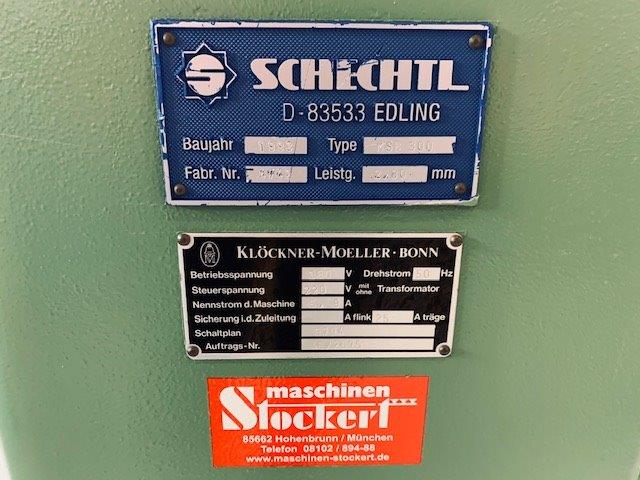 S SCHECHTL
D-83533 EDLING
Baujahr Type
Fabr. Nr. Leistg. mm
KLÖCKNER-MOELLER·BONN
Betriebsspannung V Drehstrom 50 Hz
Steuerspannung 220 V mit ohne Transformator
Nennstrom d. Maschine A
Sicherung i.d. Zuleitung A flink 25 A träge
Schaltplan
Auftrags-Nr.
maschinen
Stockert
85662 Hohenbrunn / München
Telefon 08102 / 894-88
www.maschinen-stockert.de